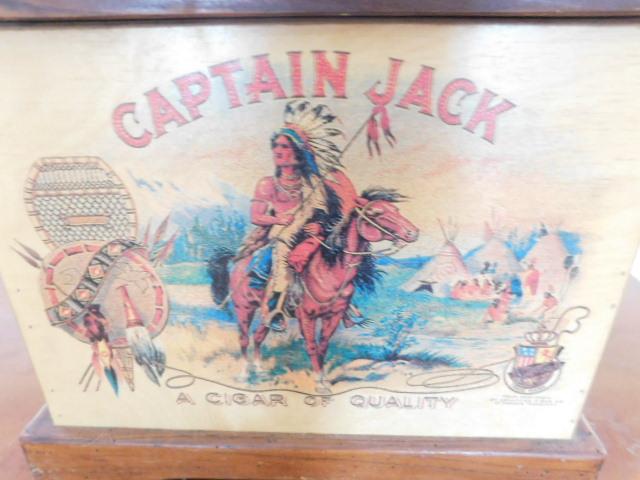 CAPTAIN JACK
A CIGAR OF QUALITY